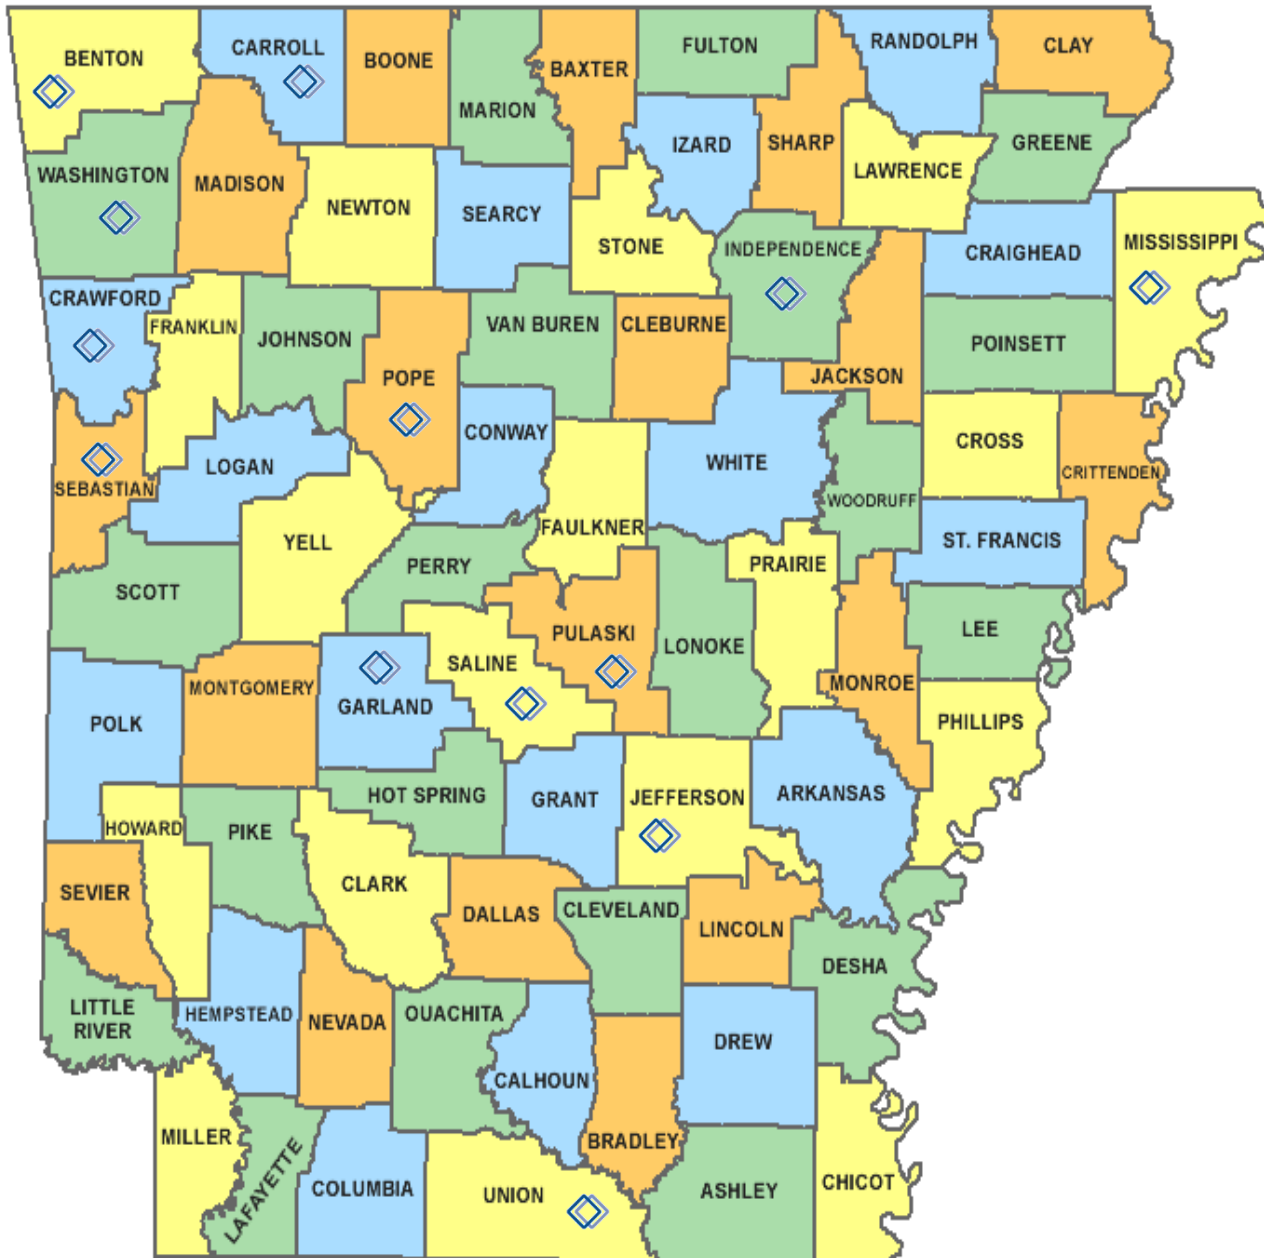 BENTON
CARROLL
BOONE
MARION
BAXTER
FULTON
RANDOLPH
CLAY
IZARD
SHARP
LAWRENCE
GREENE
WASHINGTON
MADISON
NEWTON
SEARCY
STONE
INDEPENDENCE
CRAIGHEAD
MISSISSIPPI
CRAWFORD
FRANKLIN
JOHNSON
POPE
VAN BUREN
CLEBURNE
JACKSON
POINSETT
SEBASTIAN
LOGAN
CONWAY
WHITE
WOODRUFF
CROSS
CRITTENDEN
YELL
FAULKNER
PRAIRIE
ST. FRANCIS
SCOTT
PERRY
PULASKI
LONOKE
LEE
POLK
MONTGOMERY
GARLAND
SALINE
MONROE
PHILLIPS
HOWARD
PIKE
HOT SPRING
GRANT
JEFFERSON
ARKANSAS
SEVIER
CLARK
DALLAS
CLEVELAND
LINCOLN
DESHA
LITTLE
RIVER
HEMPSTEAD
NEVADA
OUACHITA
CALHOUN
DREW
MILLER
LAFAYETTE
COLUMBIA
UNION
BRADLEY
ASHLEY
CHICOT